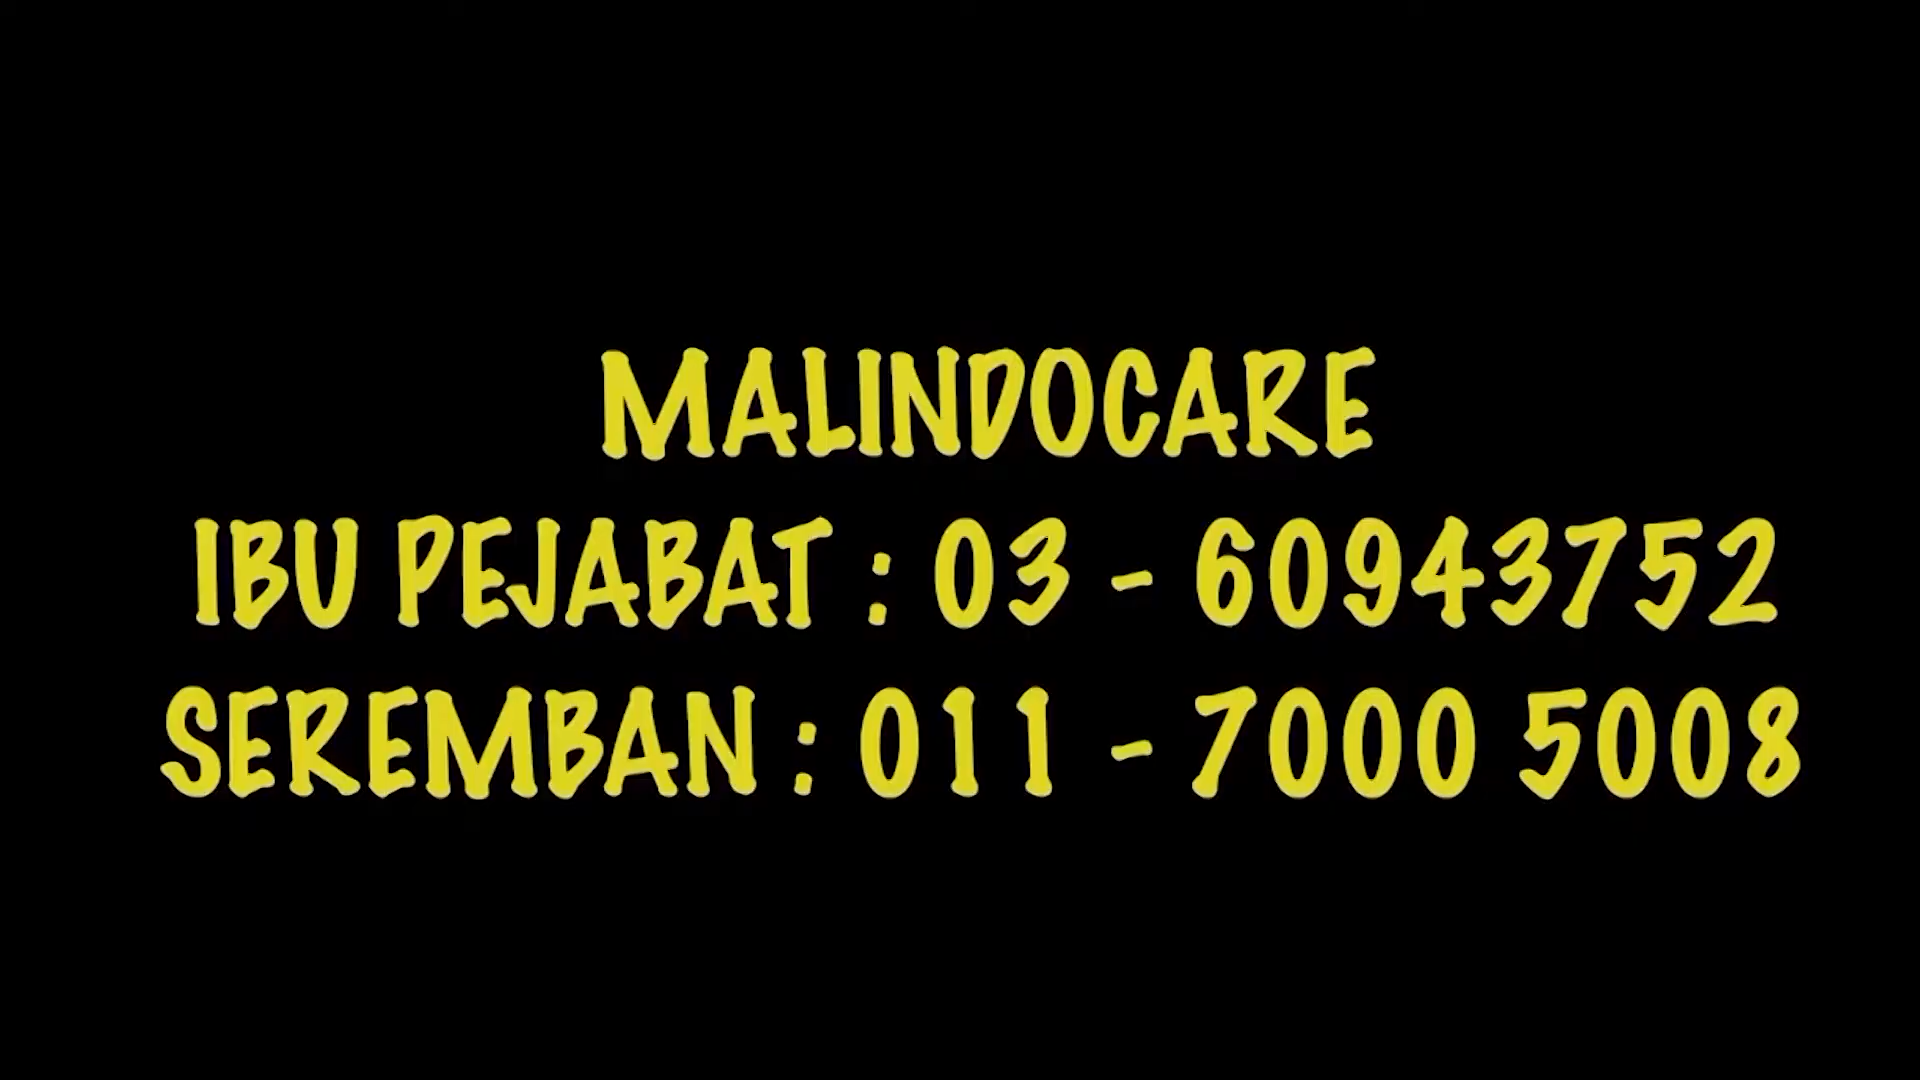 MALINDOCARE
IBU PEJABAT : 03 - 60943752
SEREMBAN : 011 - 7000 5008